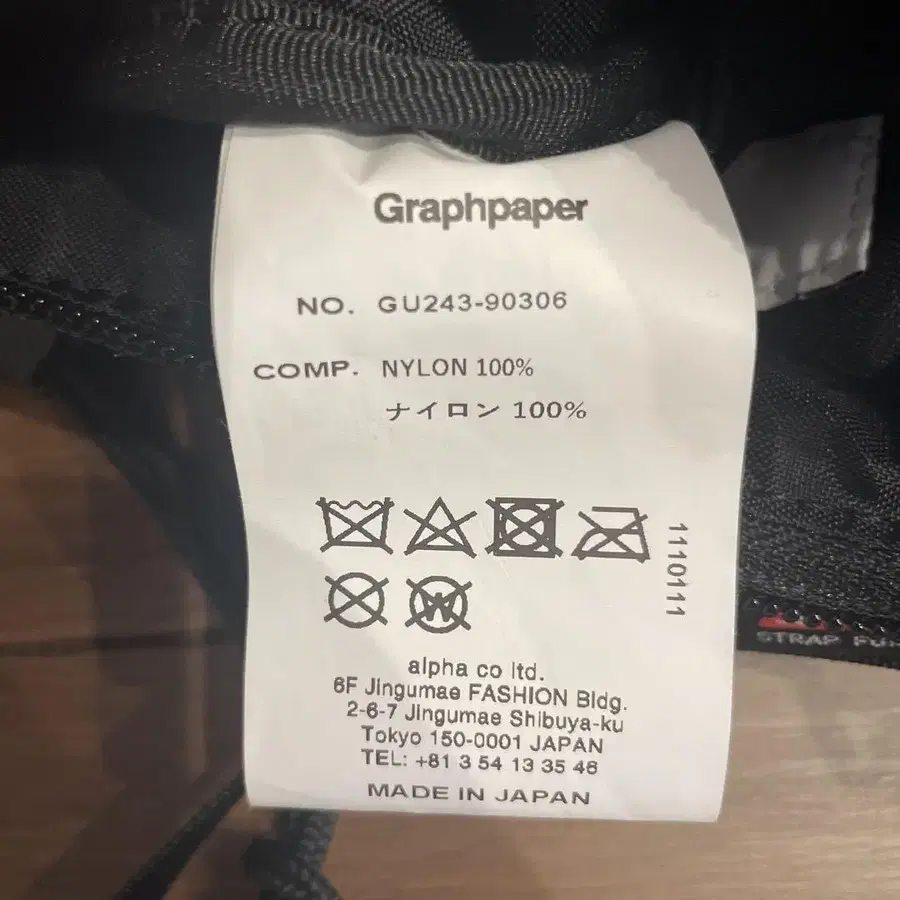 Graphpaper
NO. GU243-90306
COMP. NYLON 100%
ナイロン 100%
W
1110111
alpha co ltd.
6F Jingumae FASHION Bldg.
2-6-7 Jingumae Shibuya-ku
Tokyo 150-0001 JAPAN
TEL: +81 3 54 13 35 46
MADE IN JAPAN
STRAP